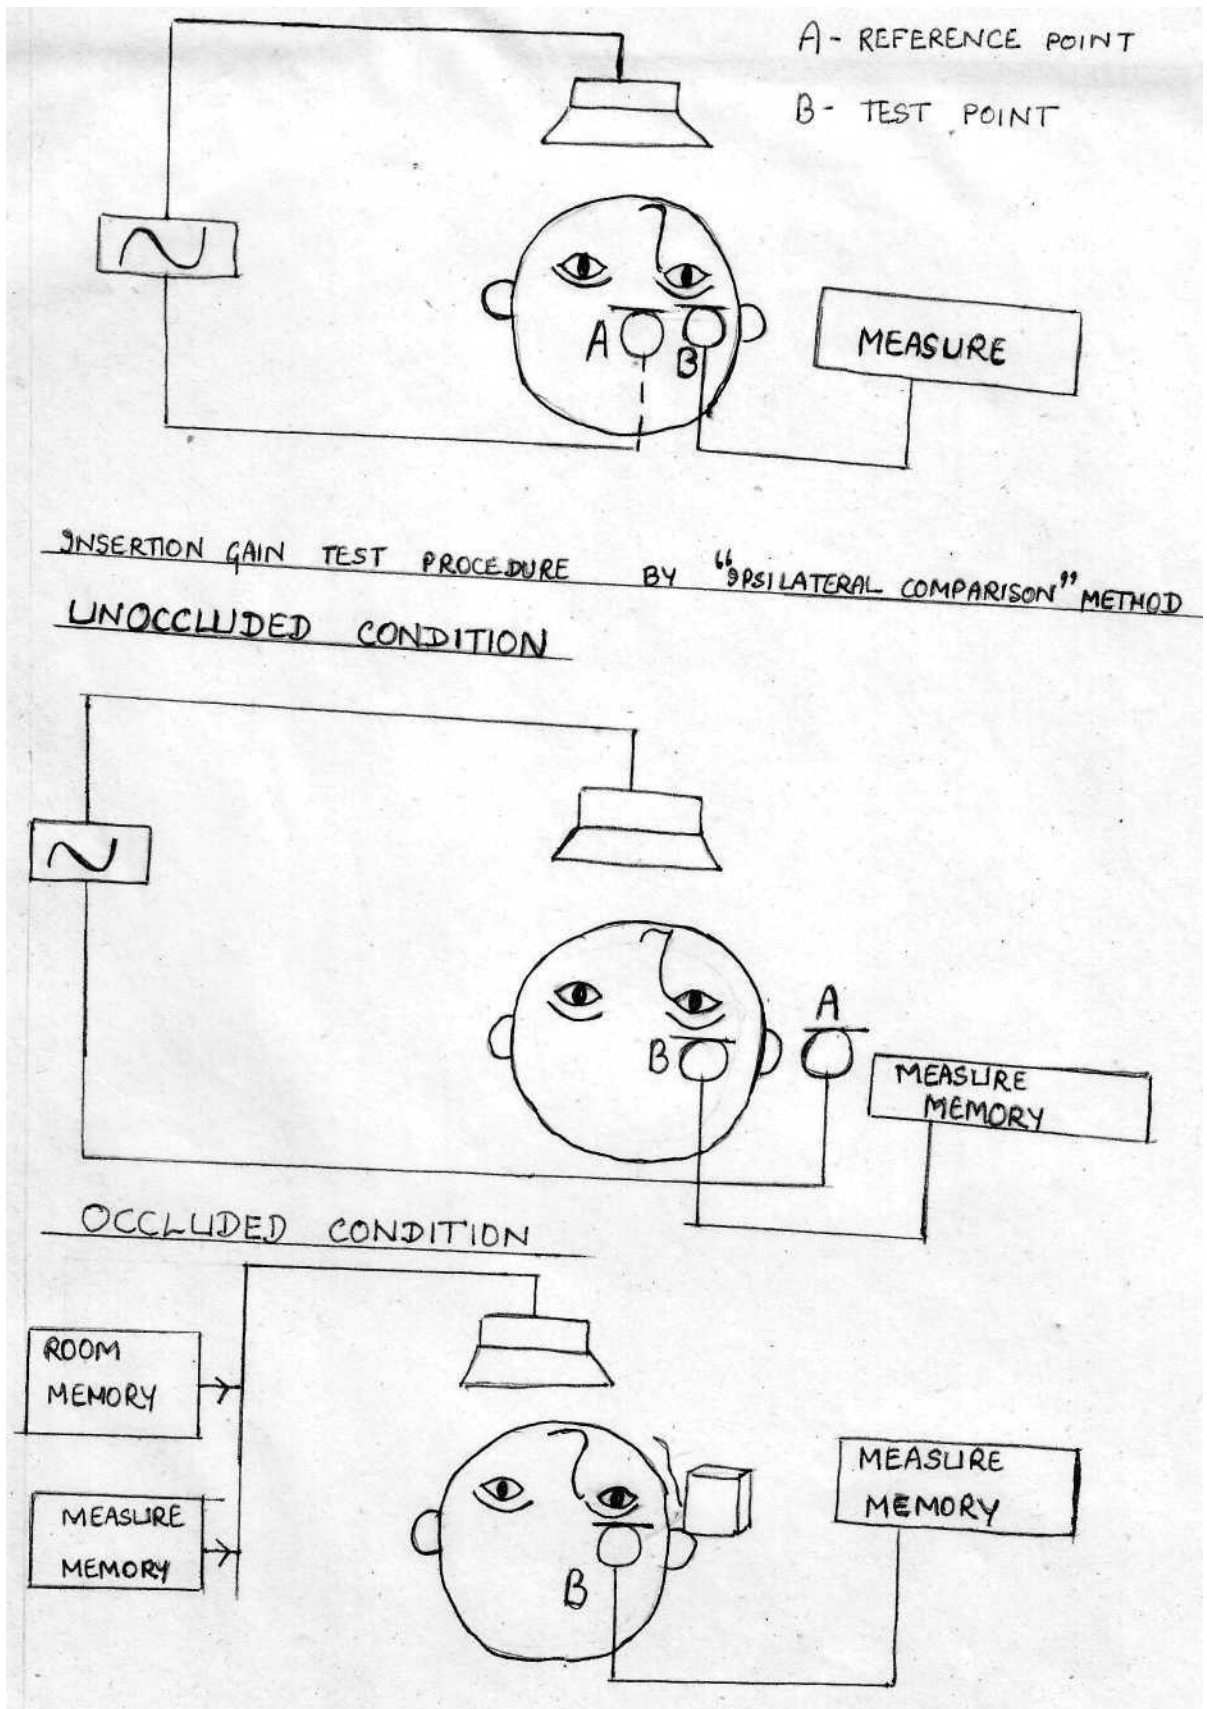 A - REFERENCE POINT
B - TEST POINT
A
B
MEASURE
INSERTION GAIN TEST PROCEDURE BY "IPSILATERAL COMPARISON" METHOD
UNOCCLUDED CONDITION
A
B
MEASURE
MEMORY
OCCLUDED CONDITION
ROOM
MEMORY
MEASURE
MEMORY
MEASURE
MEMORY
B